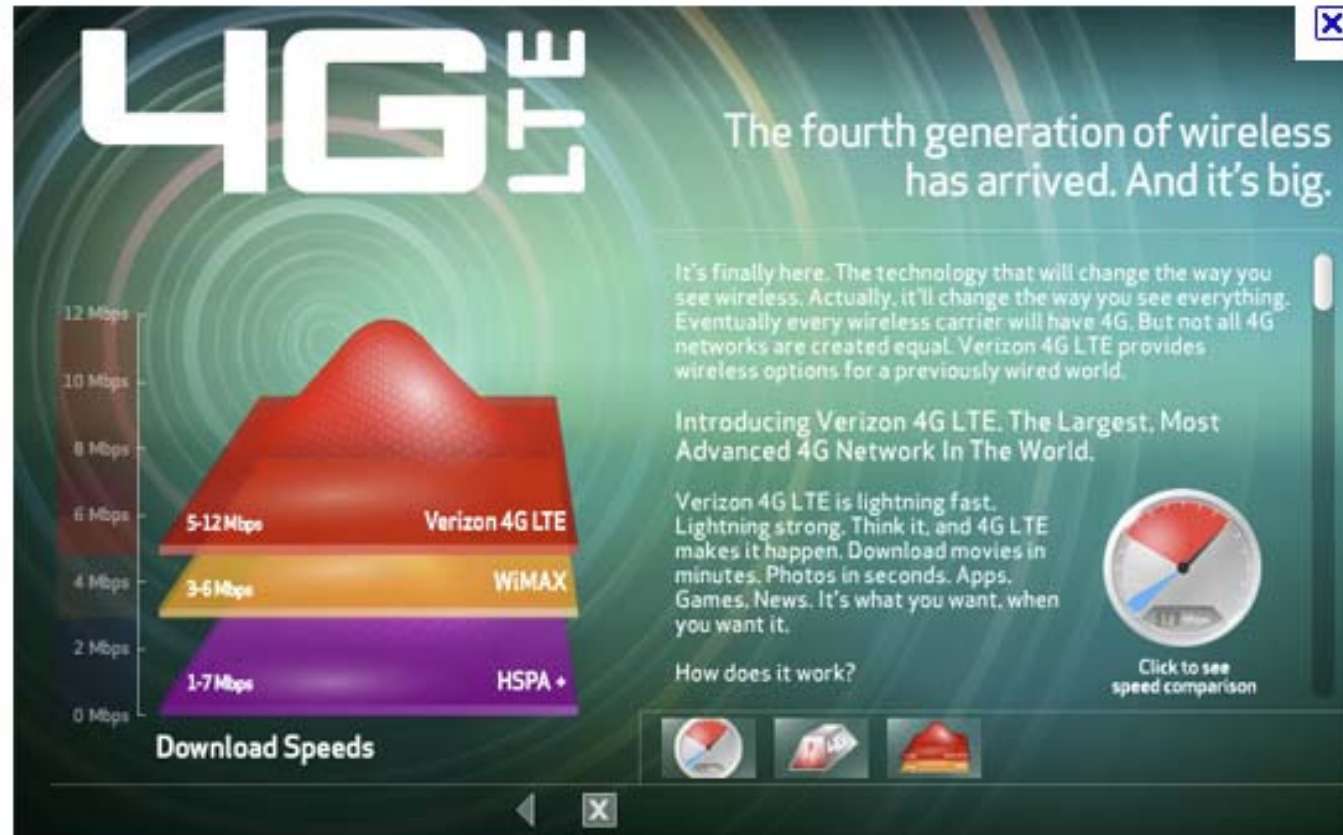 4G LTE
The fourth generation of wireless
has arrived. And it's big.
It's finally here. The technology that will change the way you
see wireless. Actually, it'll change the way you see everything.
Eventually every wireless carrier will have 4G. But not all 4G
networks are created equal. Verizon 4G LTE provides
wireless options for a previously wired world.
Introducing Verizon 4G LTE. The Largest, Most
Advanced 4G Network In The World.
Verizon 4G LTE is lightning fast.
Lightning strong. Think it, and 4G LTE
makes it happen. Download movies in
minutes. Photos in seconds. Apps.
Games. News. It's what you want, when
you want it.
How does it work?
Click to see
speed comparison
12 Mbps
10 Mbps
8 Mbps
6 Mbps
4 Mbps
2 Mbps
0 Mbps
5-12 Mbps Verizon 4G LTE
3-6 Mbps WiMAX
1-7 Mbps HSPA +
Download Speeds